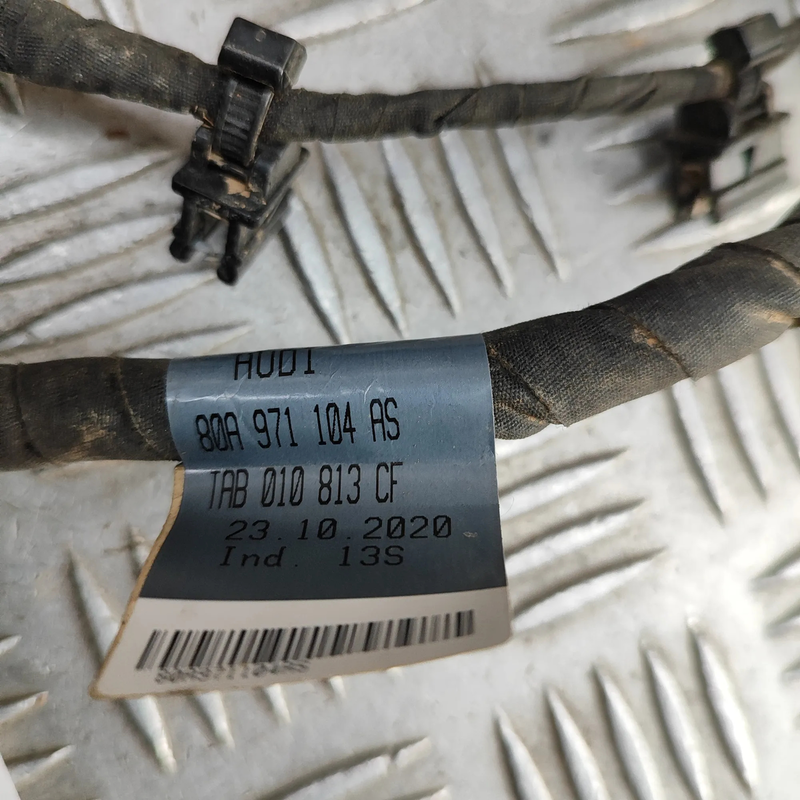 AUDI
80A 971 104 AS
TAB 010 813 CF
23.10.2020
Ind. 13S